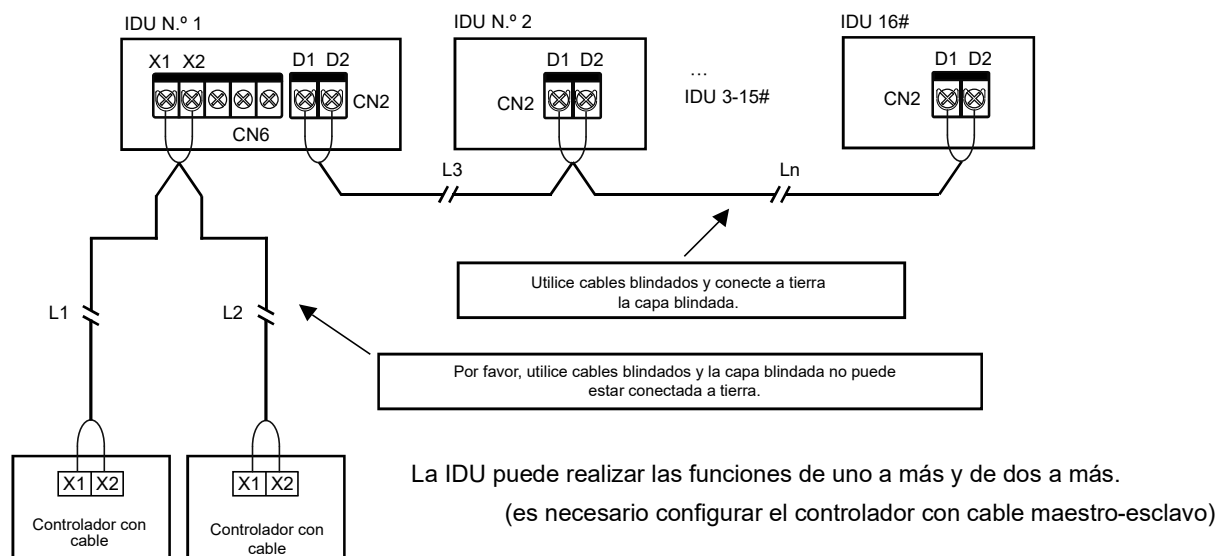 IDU N.º 1
IDU N.º 2
IDU 16#
X1 X2
D1 D2
CN2
CN6
D1 D2
CN2
...
IDU 3-15#
D1 D2
CN2
L3
Ln
Utilice cables blindados y conecte a tierra
la capa blindada.
L1
L2
Por favor, utilice cables blindados y la capa blindada no puede
estar conectada a tierra.
La IDU puede realizar las funciones de uno a más y de dos a más.
(es necesario configurar el controlador con cable maestro-esclavo)
X1 X2
Controlador con
cable
X1 X2
Controlador con
cable